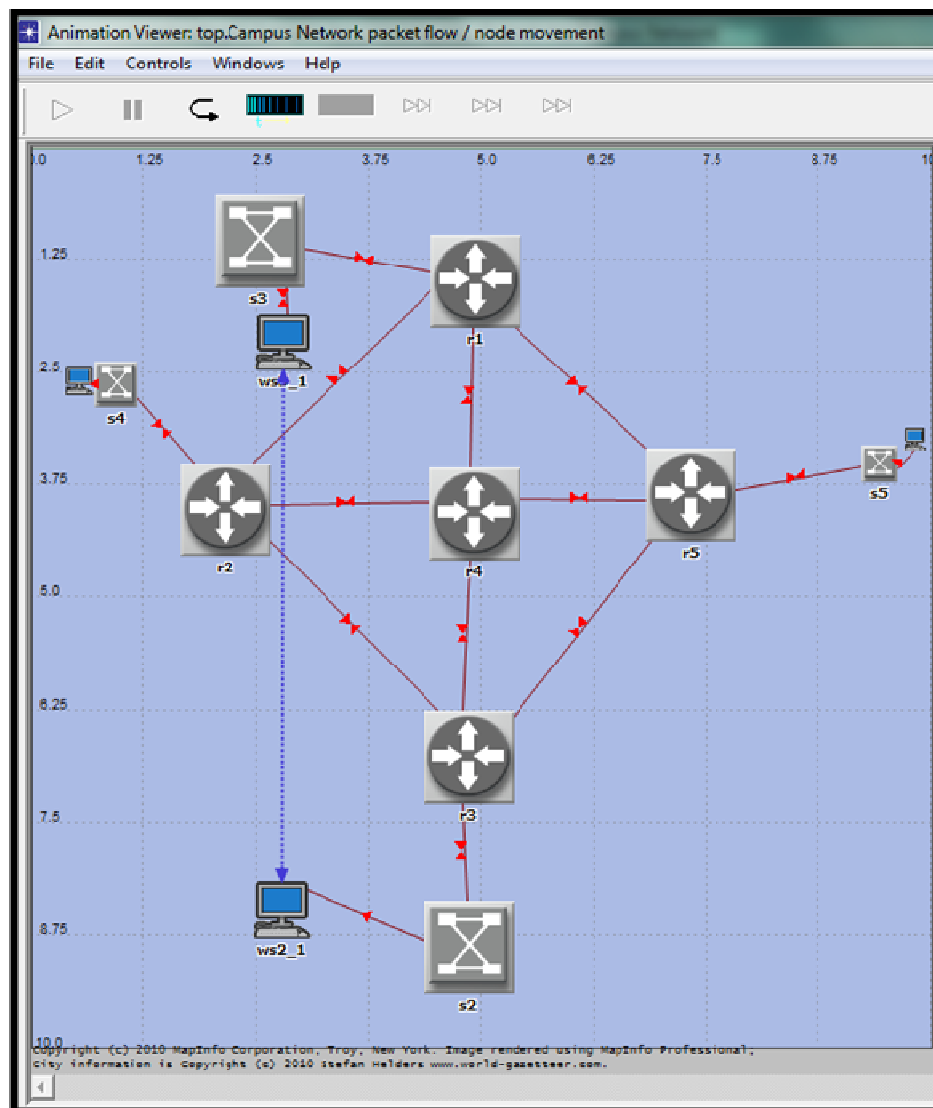 Animation Viewer: top.Campus Network packet flow / node movement
File Edit Controls Windows Help
0.0 1.25 2.5 3.75 5.0 6.25 7.5 8.75 10
1.25
s3
r1
2.5
s4
3.75
s5
r2
r4
r5
5.0
6.25
r3
7.5
8.75
ws2_1
s2
10.0
Copyright (c) 2010 MapInfo Corporation, Troy, New York. Image rendered using MapInfo Professional;
City information is Copyright (c) 2010 Stefan Helders www.world-gazetteer.com.